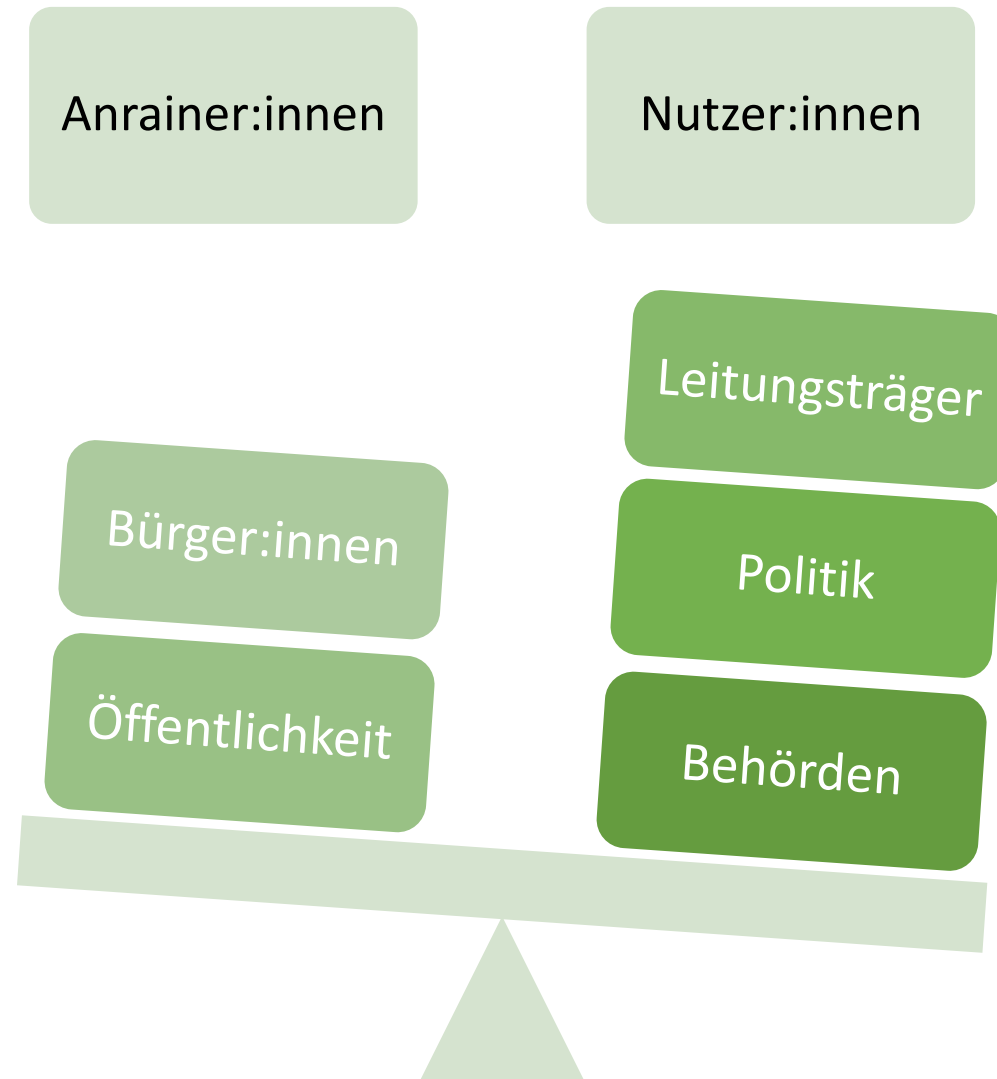 Anrainer:innen
Nutzer:innen
Leitungsträger
Bürger:innen
Politik
Öffentlichkeit
Behörden